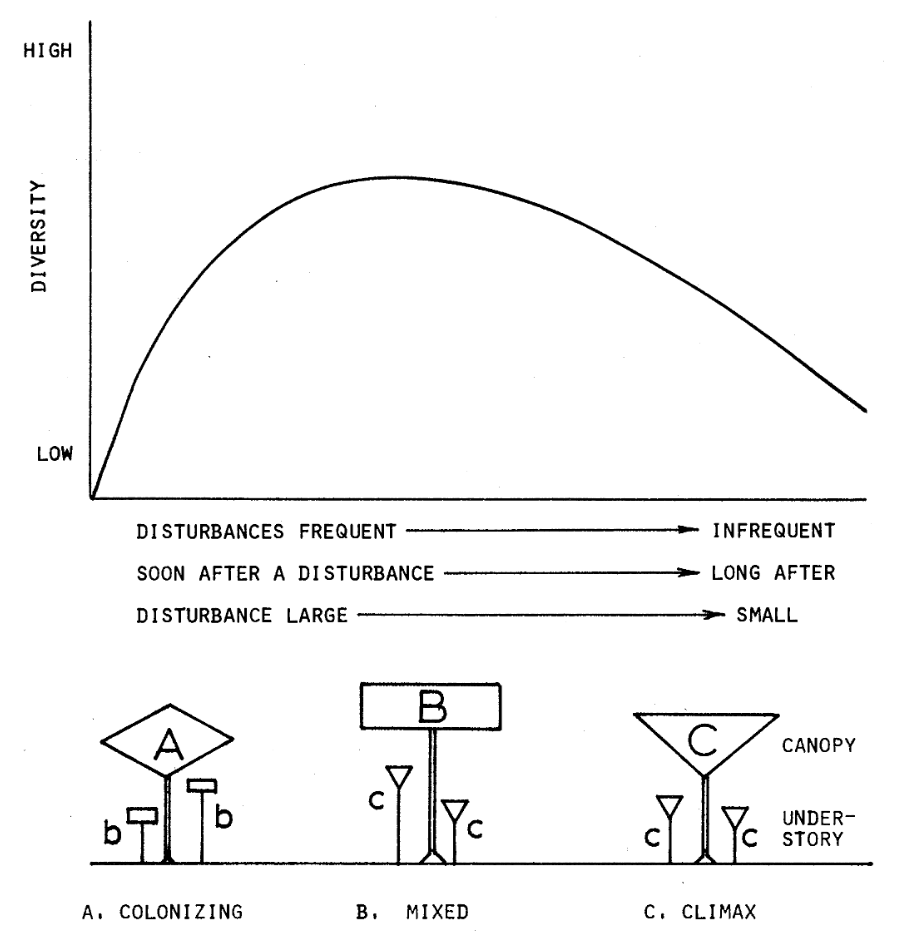 HIGH
DIVERSITY
LOW
DISTURBANCES FREQUENT INFREQUENT
SOON AFTER A DISTURBANCE LONG AFTER
DISTURBANCE LARGE SMALL
A B C
CANOPY
b b c c c c
UNDER-
STORY
A. COLONIZING B. MIXED C. CLIMAX